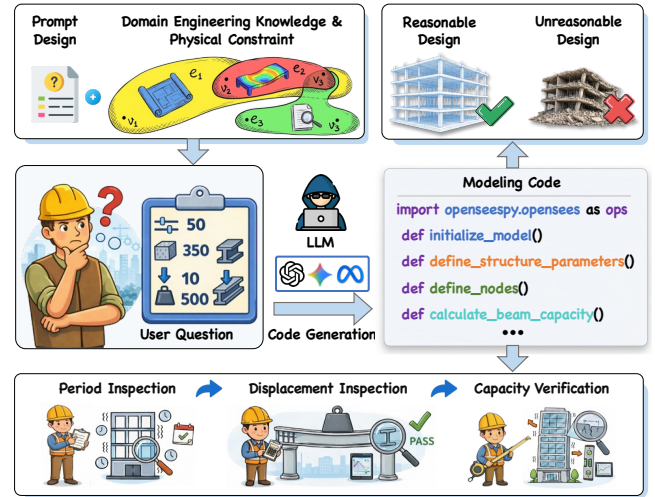 Prompt
Design
Domain Engineering Knowledge &
Physical Constraint
?
e1
e2
v3
v2
v1
e3
v3
Reasonable
Design
Unreasonable
Design
?
50
350
10
500
User Question
LLM
Code Generation
Modeling Code
import openseespy.opensees as ops
def initialize_model()
def define_structure_parameters()
def define_nodes()
def calculate_beam_capacity()
•••
Period Inspection
Displacement Inspection
Capacity Verification
PASS